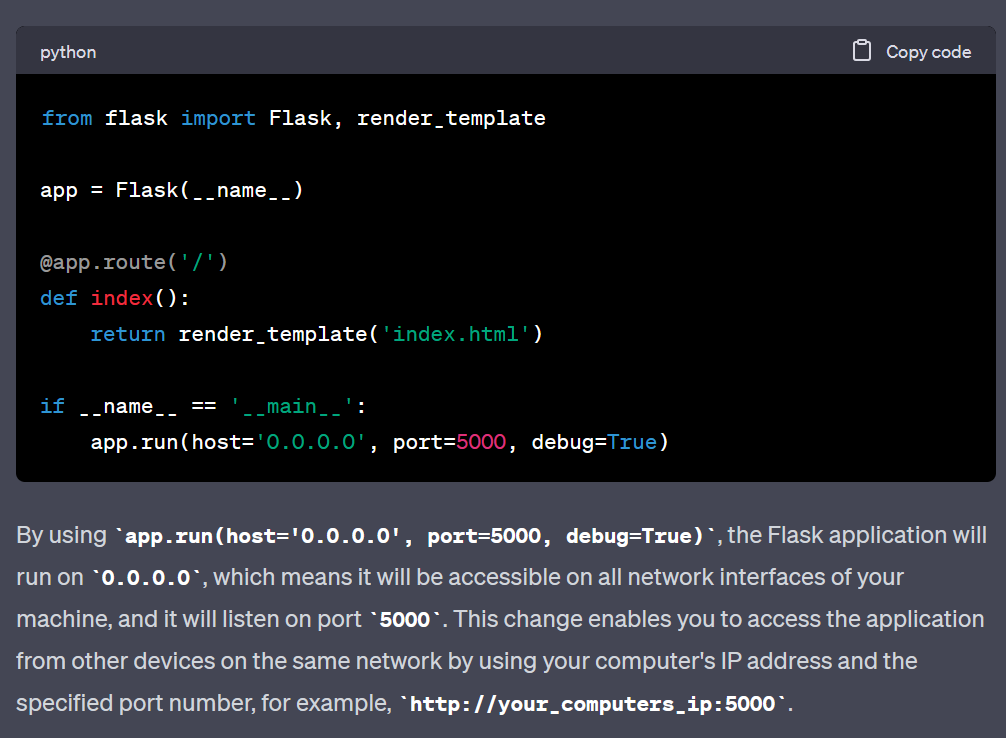 python
Copy code
from flask import Flask, render_template
app = Flask(__name__)
@app.route('/')
def index():
    return render_template('index.html')
if __name__ == '__main__':
    app.run(host='0.0.0.0', port=5000, debug=True)
By using `app.run(host='0.0.0.0', port=5000, debug=True)`, the Flask application will
run on `0.0.0.0`, which means it will be accessible on all network interfaces of your
machine, and it will listen on port `5000`. This change enables you to access the application
from other devices on the same network by using your computer's IP address and the
specified port number, for example, `http://your_computers_ip:5000`.